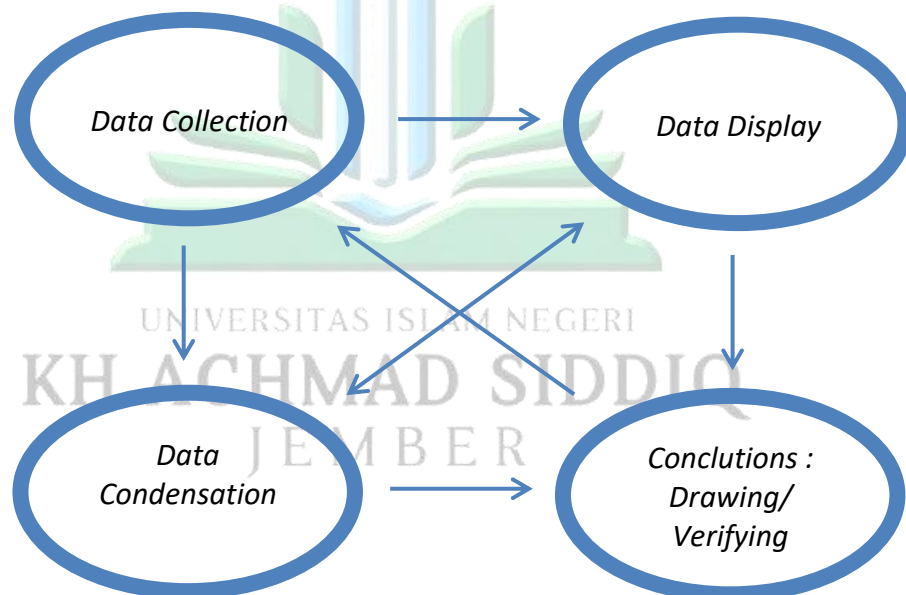 Data Collection
Data Display
UNIVERSITAS ISLAM NEGERI
KH ACHMAD SIDDIQ
JEMBER
Data
Condensation
Conclutions :
Drawing/
Verifying